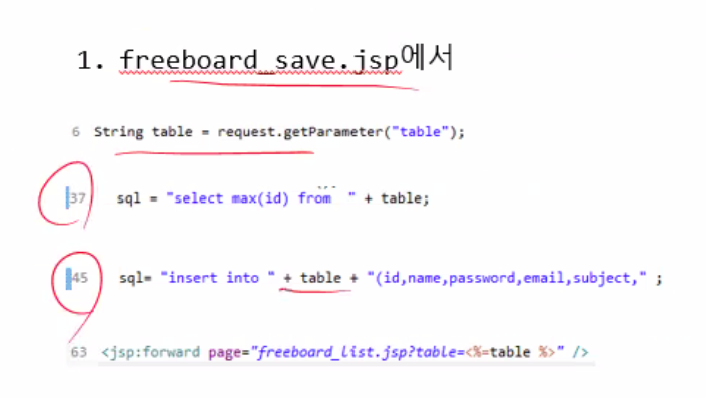 1. freeboard_save.jsp에서
6 String table = request.getParameter("table");
37 sql = "select max(id) from " + table;
45 sql= "insert into " + table + "(id,name,password,email,subject," ;
63 <jsp:forward page="freeboard_list.jsp?table=<%=table %>" />